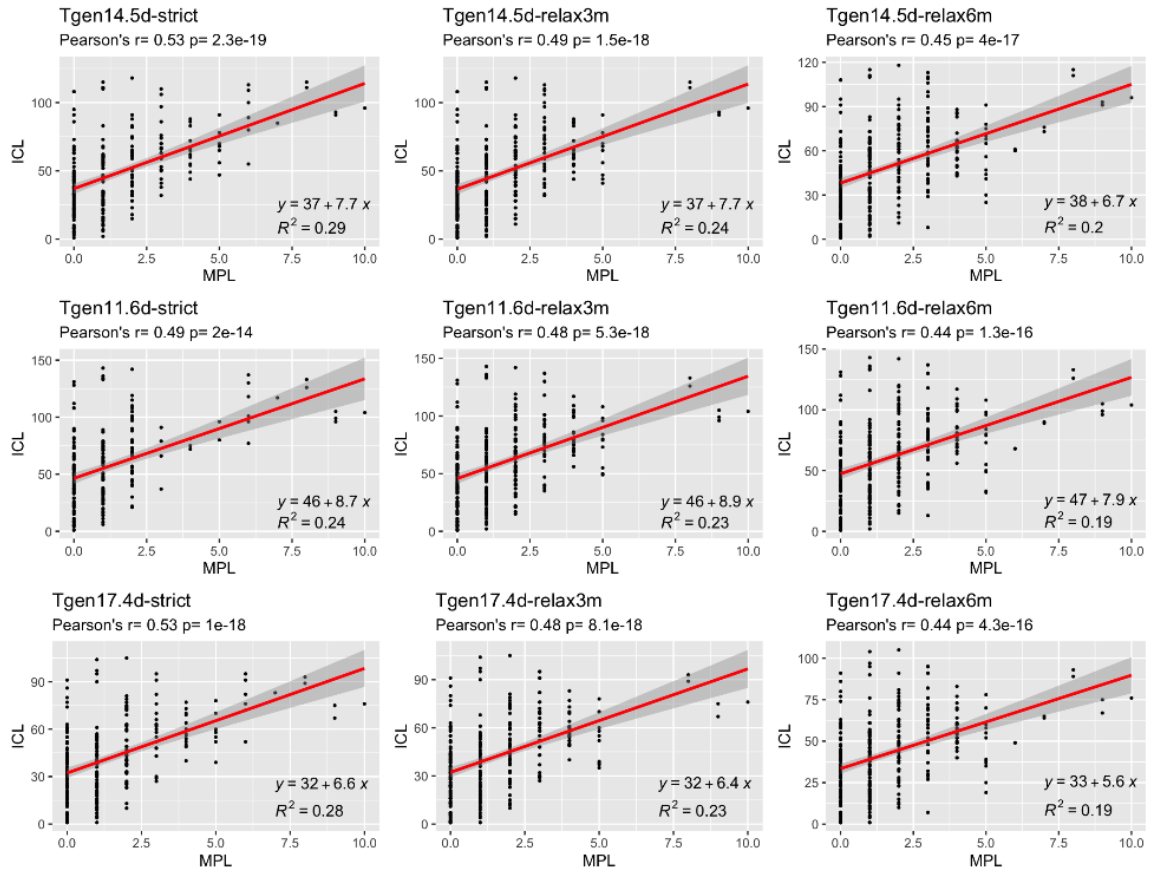 Tgen14.5d-strict
Pearson's r= 0.53 p= 2.3e-19
ICL
100
50
0
y = 37 + 7.7 x
R² = 0.29
0.0 2.5 5.0 7.5 10.0
MPL
Tgen14.5d-relax3m
Pearson's r= 0.49 p= 1.5e-18
ICL
100
50
0
y = 37 + 7.7 x
R² = 0.24
0.0 2.5 5.0 7.5 10.0
MPL
Tgen14.5d-relax6m
Pearson's r= 0.45 p= 4e-17
ICL
120
90
60
30
0
y = 38 + 6.7 x
R² = 0.2
0.0 2.5 5.0 7.5 10.0
MPL
Tgen11.6d-strict
Pearson's r= 0.49 p= 2e-14
ICL
150
100
50
0
y = 46 + 8.7 x
R² = 0.24
0.0 2.5 5.0 7.5 10.0
MPL
Tgen11.6d-relax3m
Pearson's r= 0.48 p= 5.3e-18
ICL
150
100
50
0
y = 46 + 8.9 x
R² = 0.23
0.0 2.5 5.0 7.5 10.0
MPL
Tgen11.6d-relax6m
Pearson's r= 0.44 p= 1.3e-16
ICL
150
100
50
0
y = 47 + 7.9 x
R² = 0.19
0.0 2.5 5.0 7.5 10.0
MPL
Tgen17.4d-strict
Pearson's r= 0.53 p= 1e-18
ICL
90
60
30
0
y = 32 + 6.6 x
R² = 0.28
0.0 2.5 5.0 7.5 10.0
MPL
Tgen17.4d-relax3m
Pearson's r= 0.48 p= 8.1e-18
ICL
90
60
30
0
y = 32 + 6.4 x
R² = 0.23
0.0 2.5 5.0 7.5 10.0
MPL
Tgen17.4d-relax6m
Pearson's r= 0.44 p= 4.3e-16
ICL
100
75
50
25
0
y = 33 + 5.6 x
R² = 0.19
0.0 2.5 5.0 7.5 10.0
MPL